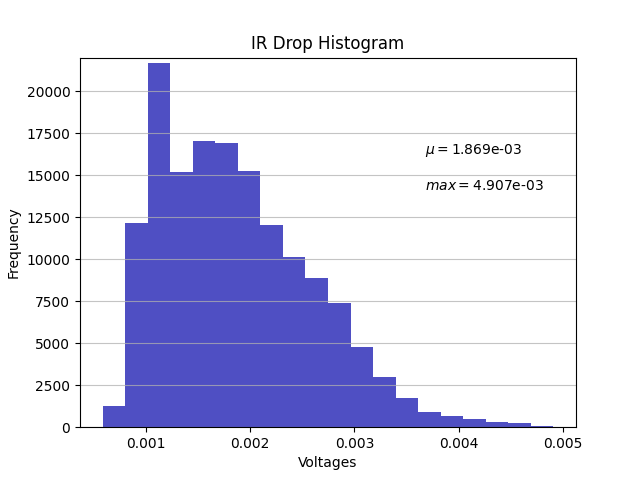 IR Drop Histogram
20000
17500
15000
12500
10000
7500
5000
2500
0
Frequency
μ = 1.869e-03
max = 4.907e-03
0.001 0.002 0.003 0.004 0.005
Voltages